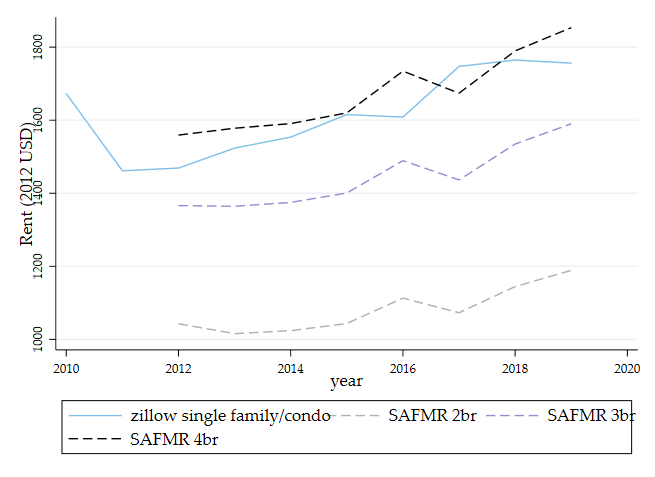 1800
1600
1400
1200
1000
Rent (2012 USD)
2010 2012 2014 2016 2018 2020
year
zillow single family/condo SAFMR 2br SAFMR 3br
SAFMR 4br